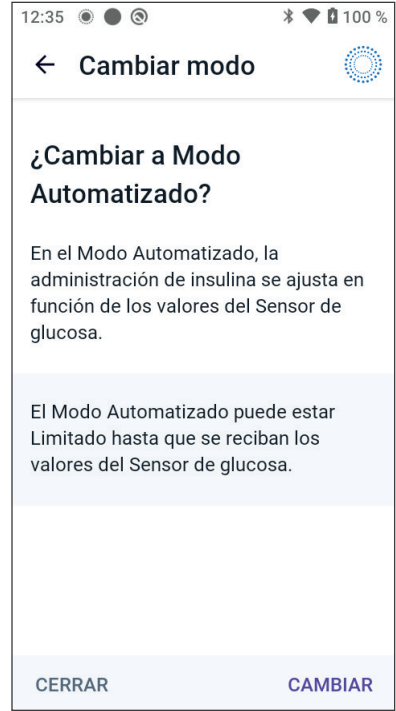 12:35
100 %
Cambiar modo
¿Cambiar a Modo
Automatizado?
En el Modo Automatizado, la
administración de insulina se ajusta en
función de los valores del Sensor de
glucosa.
El Modo Automatizado puede estar
Limitado hasta que se reciban los
valores del Sensor de glucosa.
CERRAR
CAMBIAR